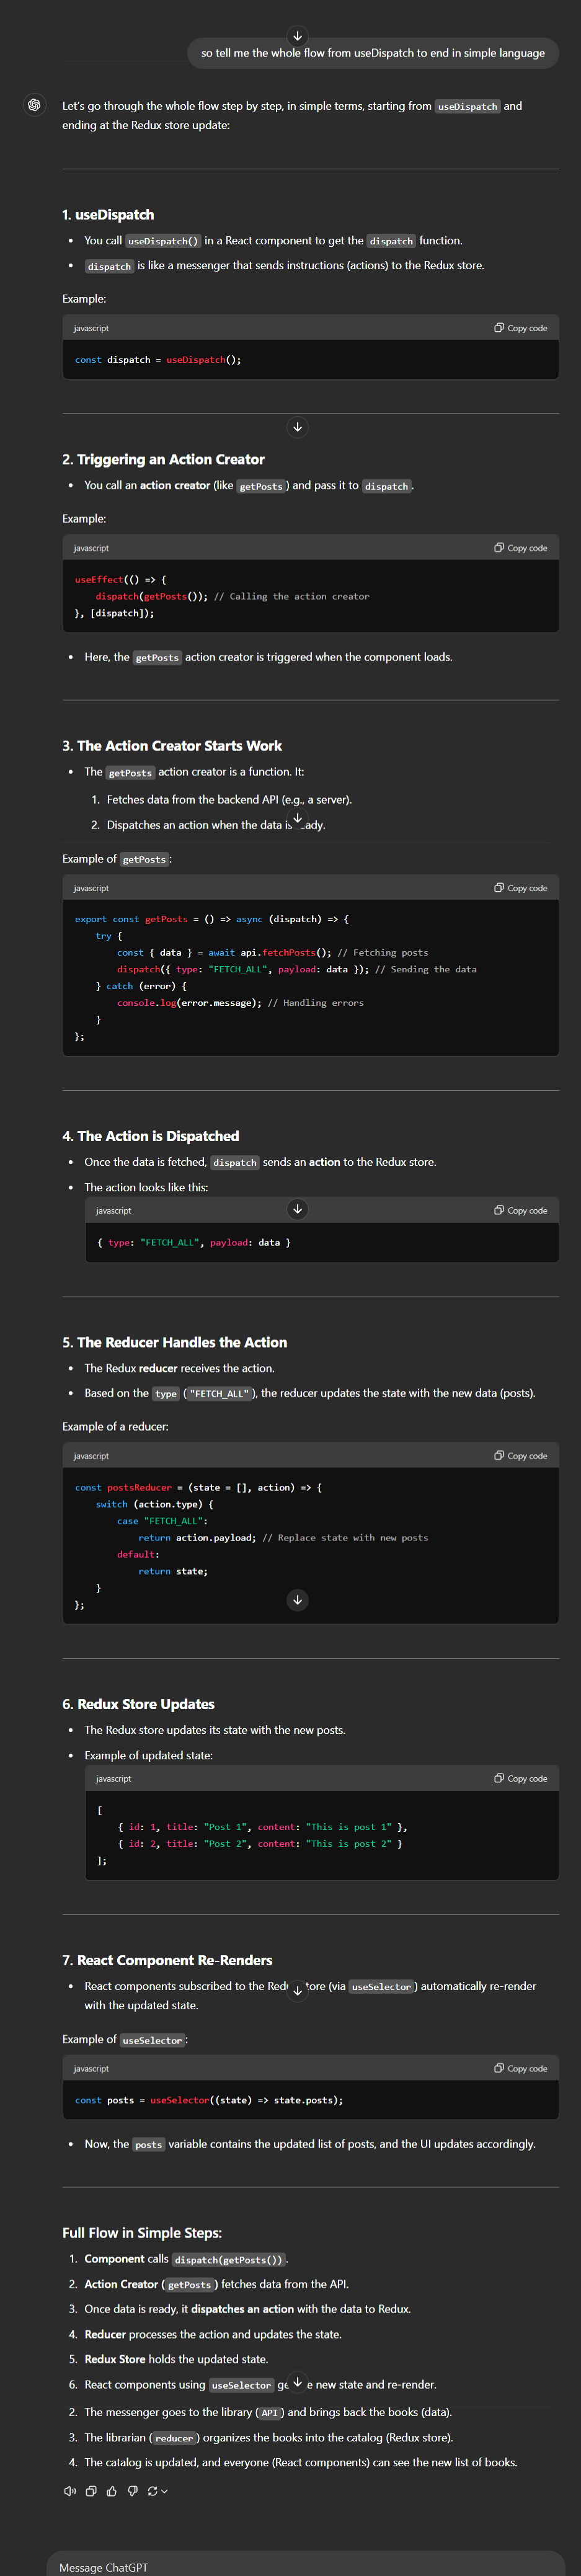 so tell me the whole flow from useDispatch to end in simple language
Let's go through the whole flow step by step, in simple terms, starting from useDispatch and
ending at the Redux store update:
1. useDispatch
• You call useDispatch() in a React component to get the dispatch function.
• dispatch is like a messenger that sends instructions (actions) to the Redux store.
Example:
javascript Copy code
const dispatch = useDispatch();
2. Triggering an Action Creator
• You call an action creator (like getPosts) and pass it to dispatch.
Example:
javascript Copy code
useEffect(() => {
    dispatch(getPosts()); // Calling the action creator
}, [dispatch]);
• Here, the getPosts action creator is triggered when the component loads.
3. The Action Creator Starts Work
• The getPosts action creator is a function. It:
1. Fetches data from the backend API (e.g., a server).
2. Dispatches an action when the data is
Example of getPosts:
javascript Copy code
export const getPosts = () => async (dispatch) => {
    try {
        const { data } = await api.fetchPosts(); // Fetching posts
        dispatch({ type: "FETCH_ALL", payload: data }); // Sending the data
    } catch (error) {
        console.log(error.message); // Handling errors
    }
};
4. The Action is Dispatched
• Once the data is fetched, dispatch sends an action to the Redux store.
• The action looks like this:
javascript Copy code
{ type: "FETCH_ALL", payload: data }
5. The Reducer Handles the Action
• The Redux reducer receives the action.
• Based on the type ("FETCH_ALL"), the reducer updates the state with the new data (posts).
Example of a reducer:
javascript Copy code
const postsReducer = (state = [], action) => {
    switch (action.type) {
        case "FETCH_ALL":
            return action.payload; // Replace state with new posts
        default:
            return state;
    }
};
6. Redux Store Updates
• The Redux store updates its state with the new posts.
• Example of updated state:
javascript Copy code
[
    { id: 1, title: "Post 1", content: "This is post 1" },
    { id: 2, title: "Post 2", content: "This is post 2" }
];
7. React Component Re-Renders
• React components subscribed to the (via useSelector) automatically re-render
with the updated state.
Example of useSelector:
javascript Copy code
const posts = useSelector((state) => state.posts);
• Now, the posts variable contains the updated list of posts, and the UI updates accordingly.
Full Flow in Simple Steps:
1. Component calls dispatch(getPosts()).
2. Action Creator (getPosts) fetches data from the API.
3. Once data is ready, it dispatches an action with the data to Redux.
4. Reducer processes the action and updates the state.
5. Redux Store holds the updated state.
6. React components using useSelector new state and re-render.
2. The messenger goes to the library (API) and brings back the books (data).
3. The librarian (reducer) organizes the books into the catalog (Redux store).
4. The catalog is updated, and everyone (React components) can see the new list of books.
Message ChatGPT